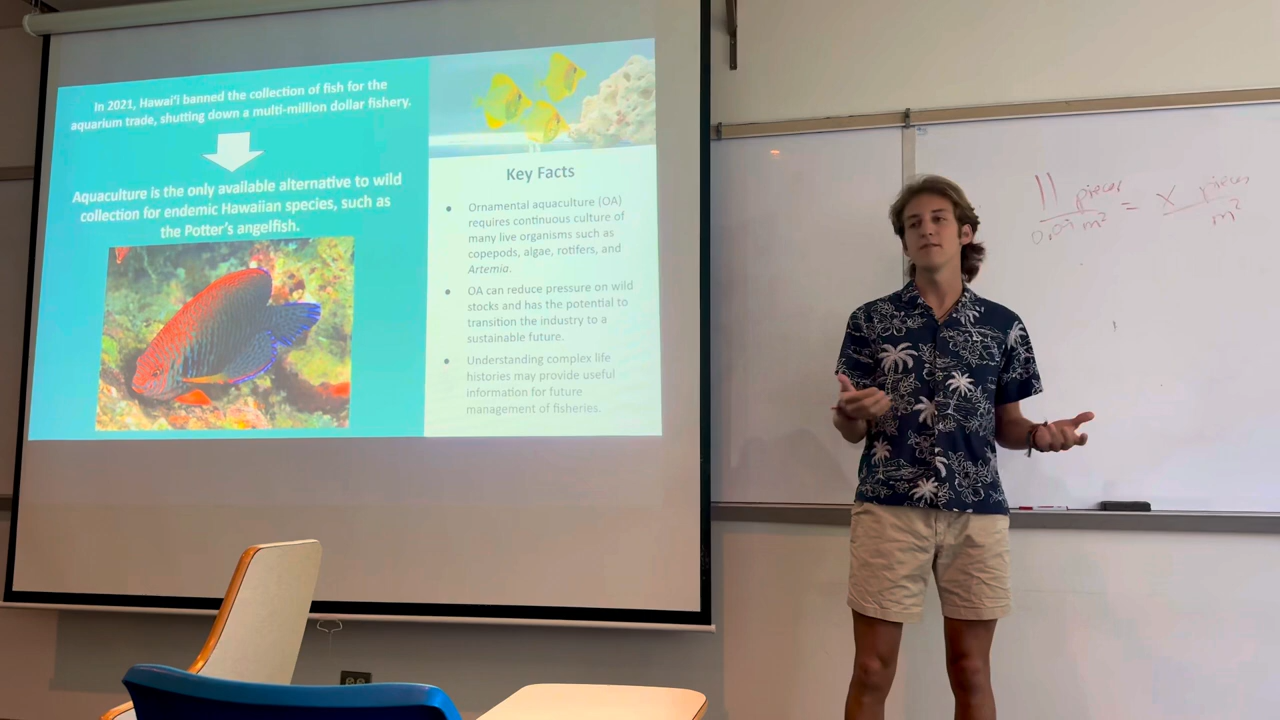 In 2021, Hawai'i banned the collection of fish for the
aquarium trade, shutting down a multi-million dollar fishery.
Aquaculture is the only available alternative to wild
collection for endemic Hawaiian species, such as
the Potter's angelfish.
Key Facts
• Ornamental aquaculture (OA)
requires continuous culture of
many live organisms such as
copepods, algae, rotifers, and
Artemia.
• OA can reduce pressure on wild
stocks and has the potential to
transition the industry to a
sustainable future.
• Understanding complex life
histories may provide useful
information for future
management of fisheries.
11 pieces = x pieces
0.09 m² m²